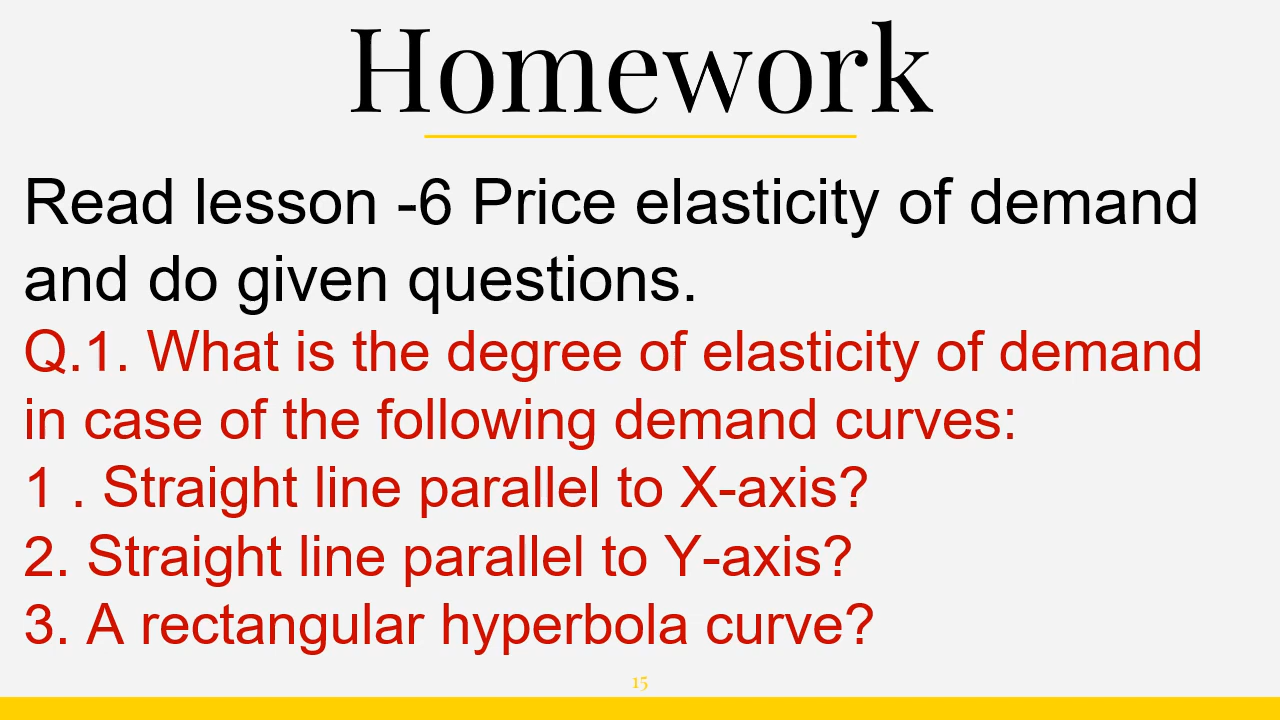 Homework
Read lesson -6 Price elasticity of demand
and do given questions.
Q.1. What is the degree of elasticity of demand
in case of the following demand curves:
1 . Straight line parallel to X-axis?
2. Straight line parallel to Y-axis?
3. A rectangular hyperbola curve?
15